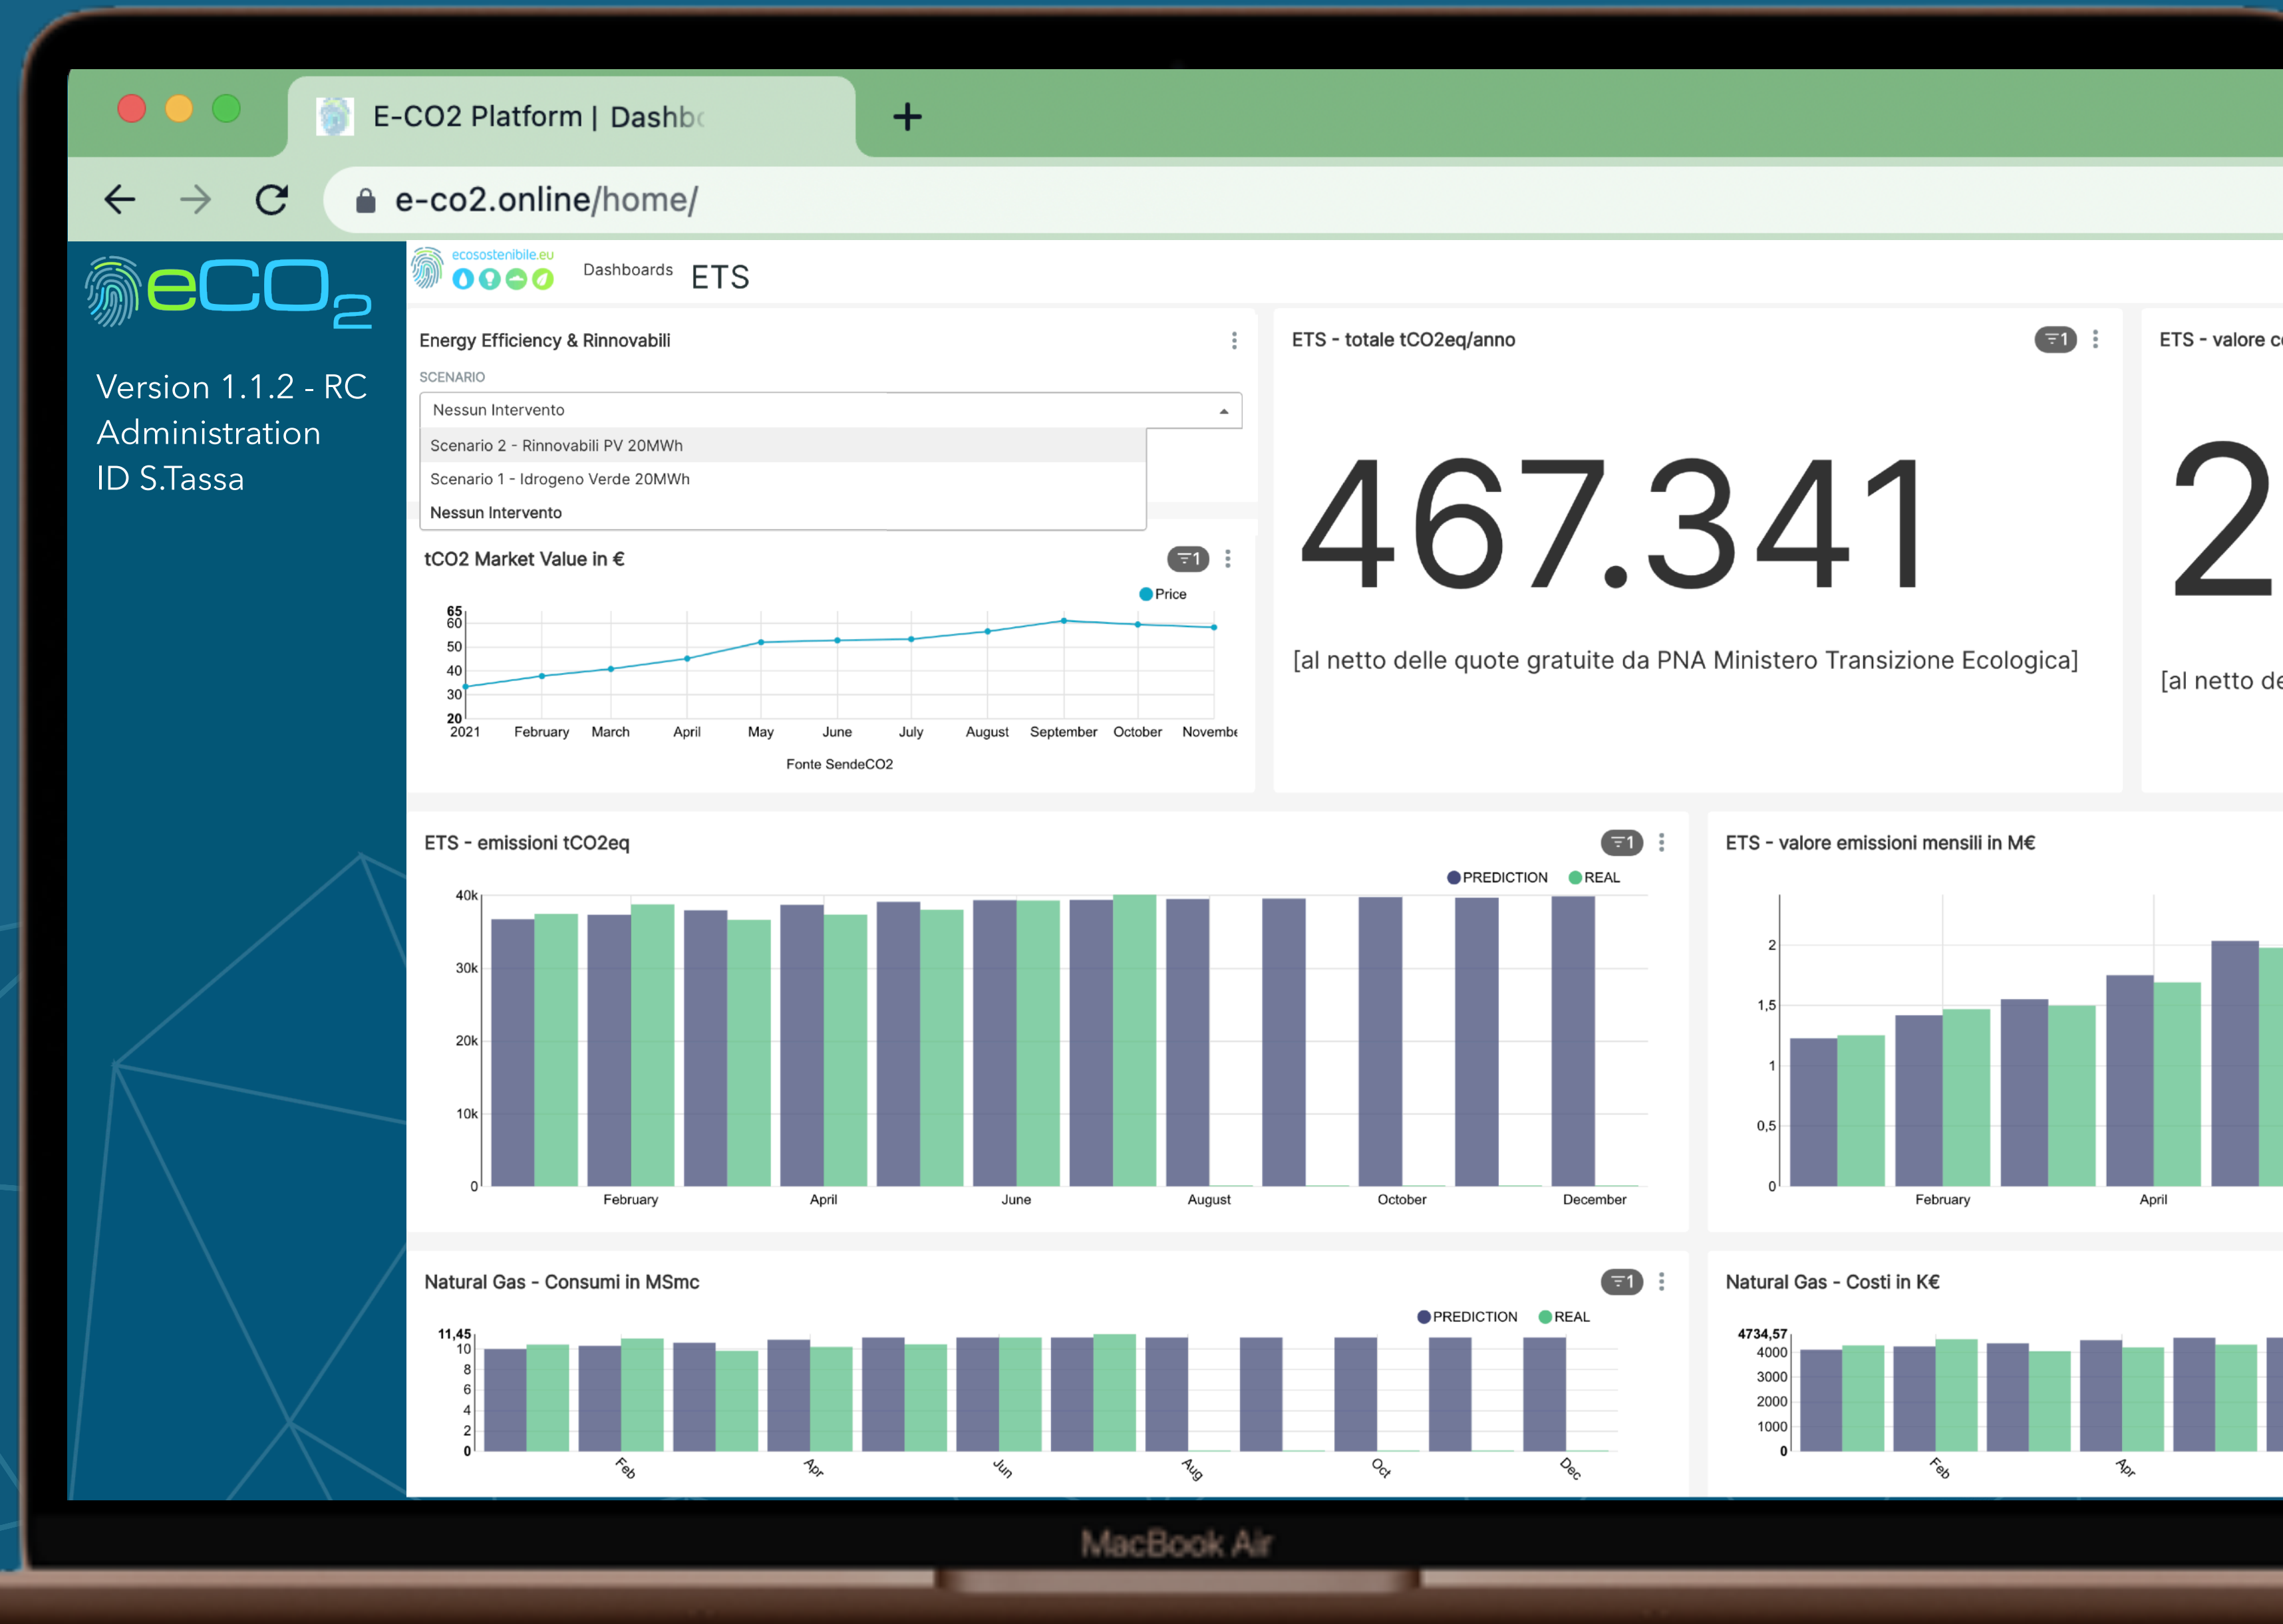 E-CO2 Platform | Dashbo
e-co2.online/home/
eCO2
Version 1.1.2 - RC
Administration
ID S.Tassa
ecosostenibile.eu
Dashboards ETS
Energy Efficiency & Rinnovabili
SCENARIO
Nessun Intervento
Scenario 2 - Rinnovabili PV 20MWh
Scenario 1 - Idrogeno Verde 20MWh
Nessun Intervento
tCO2 Market Value in €
1
Price
65
60
50
40
30
20
2021 February March April May June July August September October Novembe
Fonte SendeCO2
ETS - totale tCO2eq/anno
1
467.341
[al netto delle quote gratuite da PNA Ministero Transizione Ecologica]
ETS - valore c
2
[al netto de
ETS - emissioni tCO2eq
1
PREDICTION REAL
40k
30k
20k
10k
0
February April June August October December
ETS - valore emissioni mensili in M€
2
1,5
1
0,5
0
February April
Natural Gas - Consumi in MSmc
1
PREDICTION REAL
11,45
10
8
6
4
2
0
Feb Apr Jun Aug Oct Dec
Natural Gas - Costi in K€
4734,57
4000
3000
2000
1000
0
Feb Apr
MacBook Air